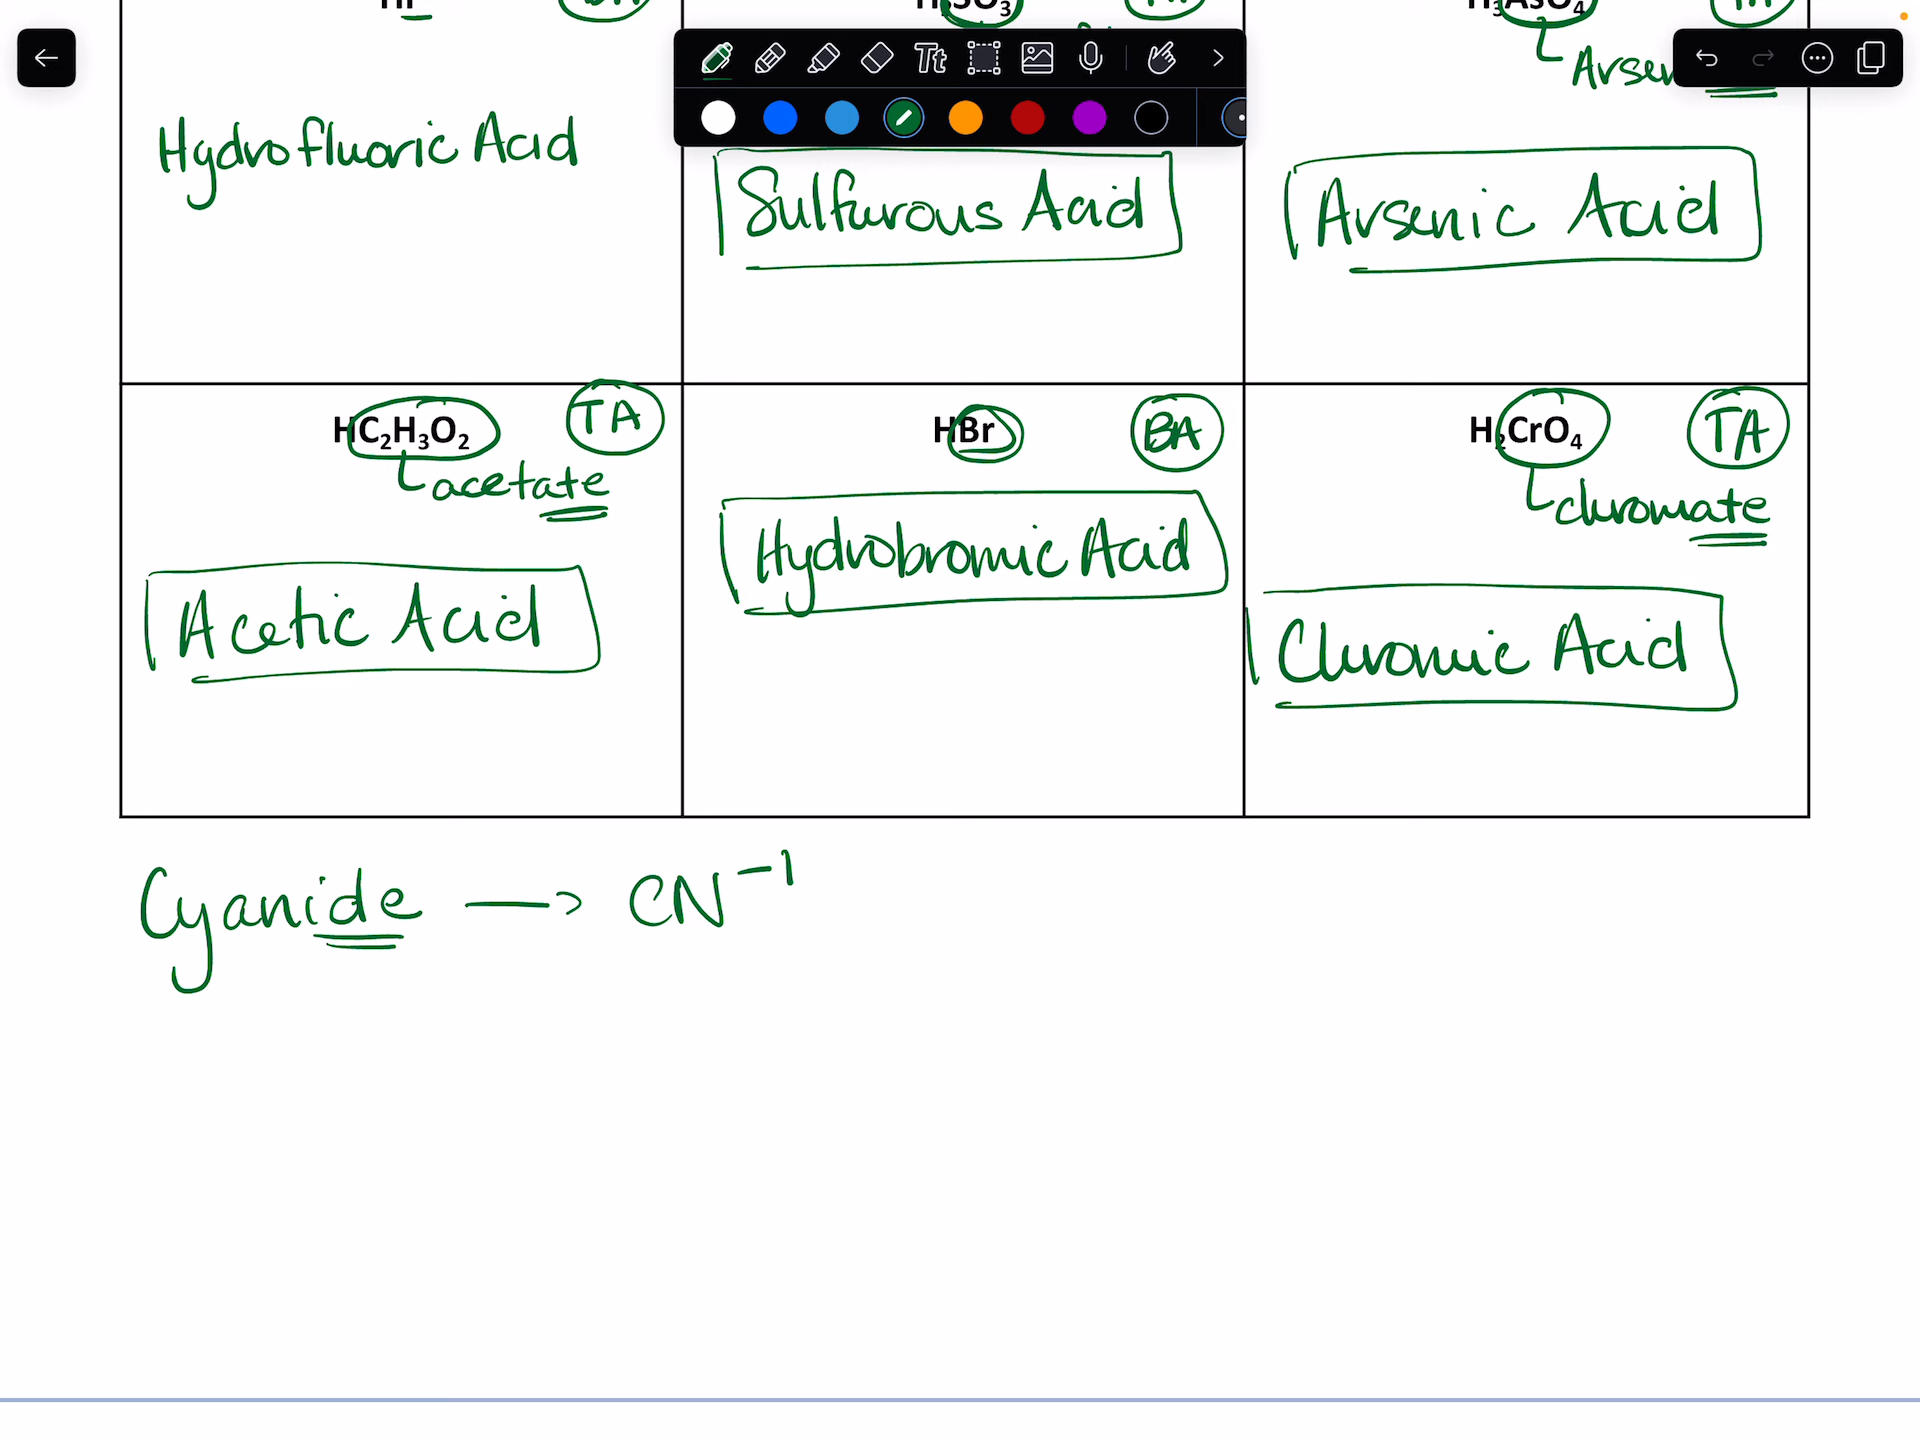 Hydrofluoric Acid
Sulfurous Acid
Arsenic Acid
HC₂H₃O₂ TA
acetate
Acetic Acid
HBr BA
Hydrobromic Acid
H₂CrO₄ TA
chromate
Chromic Acid
Cyanide → CN⁻¹
Tt